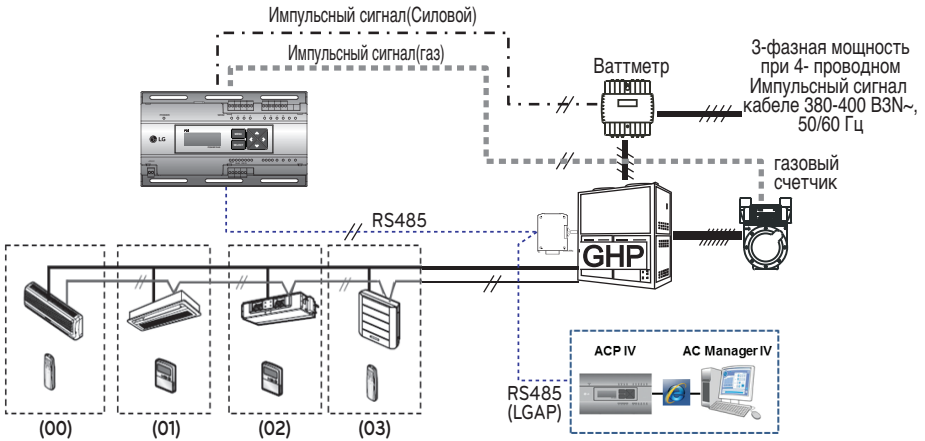 Импульсный сигнал(Силовой)
Импульсный сигнал(газ)
Ваттметр
3-фазная мощность
при 4- проводном
Импульсный сигнал
кабеле 380-400 В3N~,
50/60 Гц
газовый
счетчик
LG
RS485
GHP
ACP IV
AC Manager IV
RS485
(LGAP)
(00)
(01)
(02)
(03)